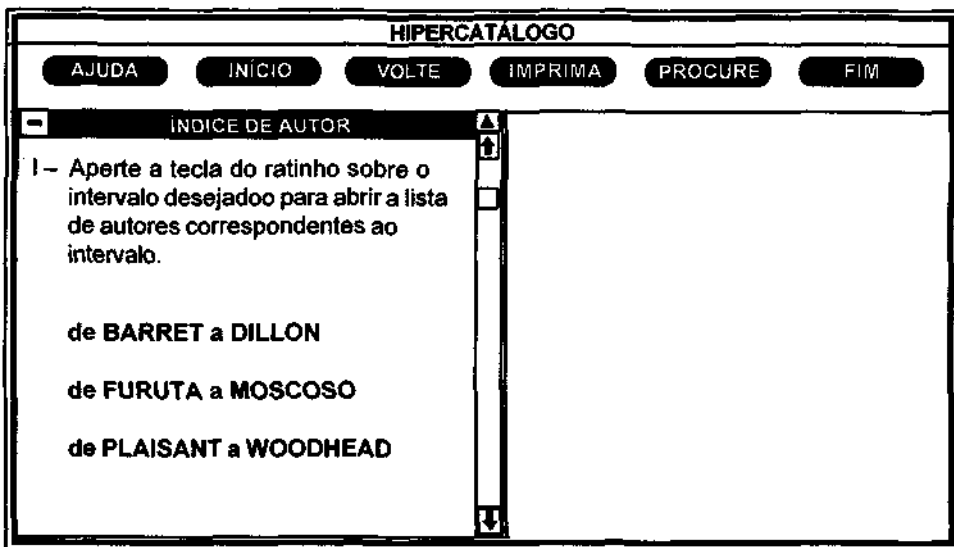 HIPERCATÁLOGO
AJUDA INÍCIO VOLTE IMPRIMA PROCURE FIM
ÍNDICE DE AUTOR
I – Aperte a tecla do ratinho sobre o
intervalo desejadoo para abrir a lista
de autores correspondentes ao
intervalo.
de BARRET a DILLON
de FURUTA a MOSCOSO
de PLAISANT a WOODHEAD